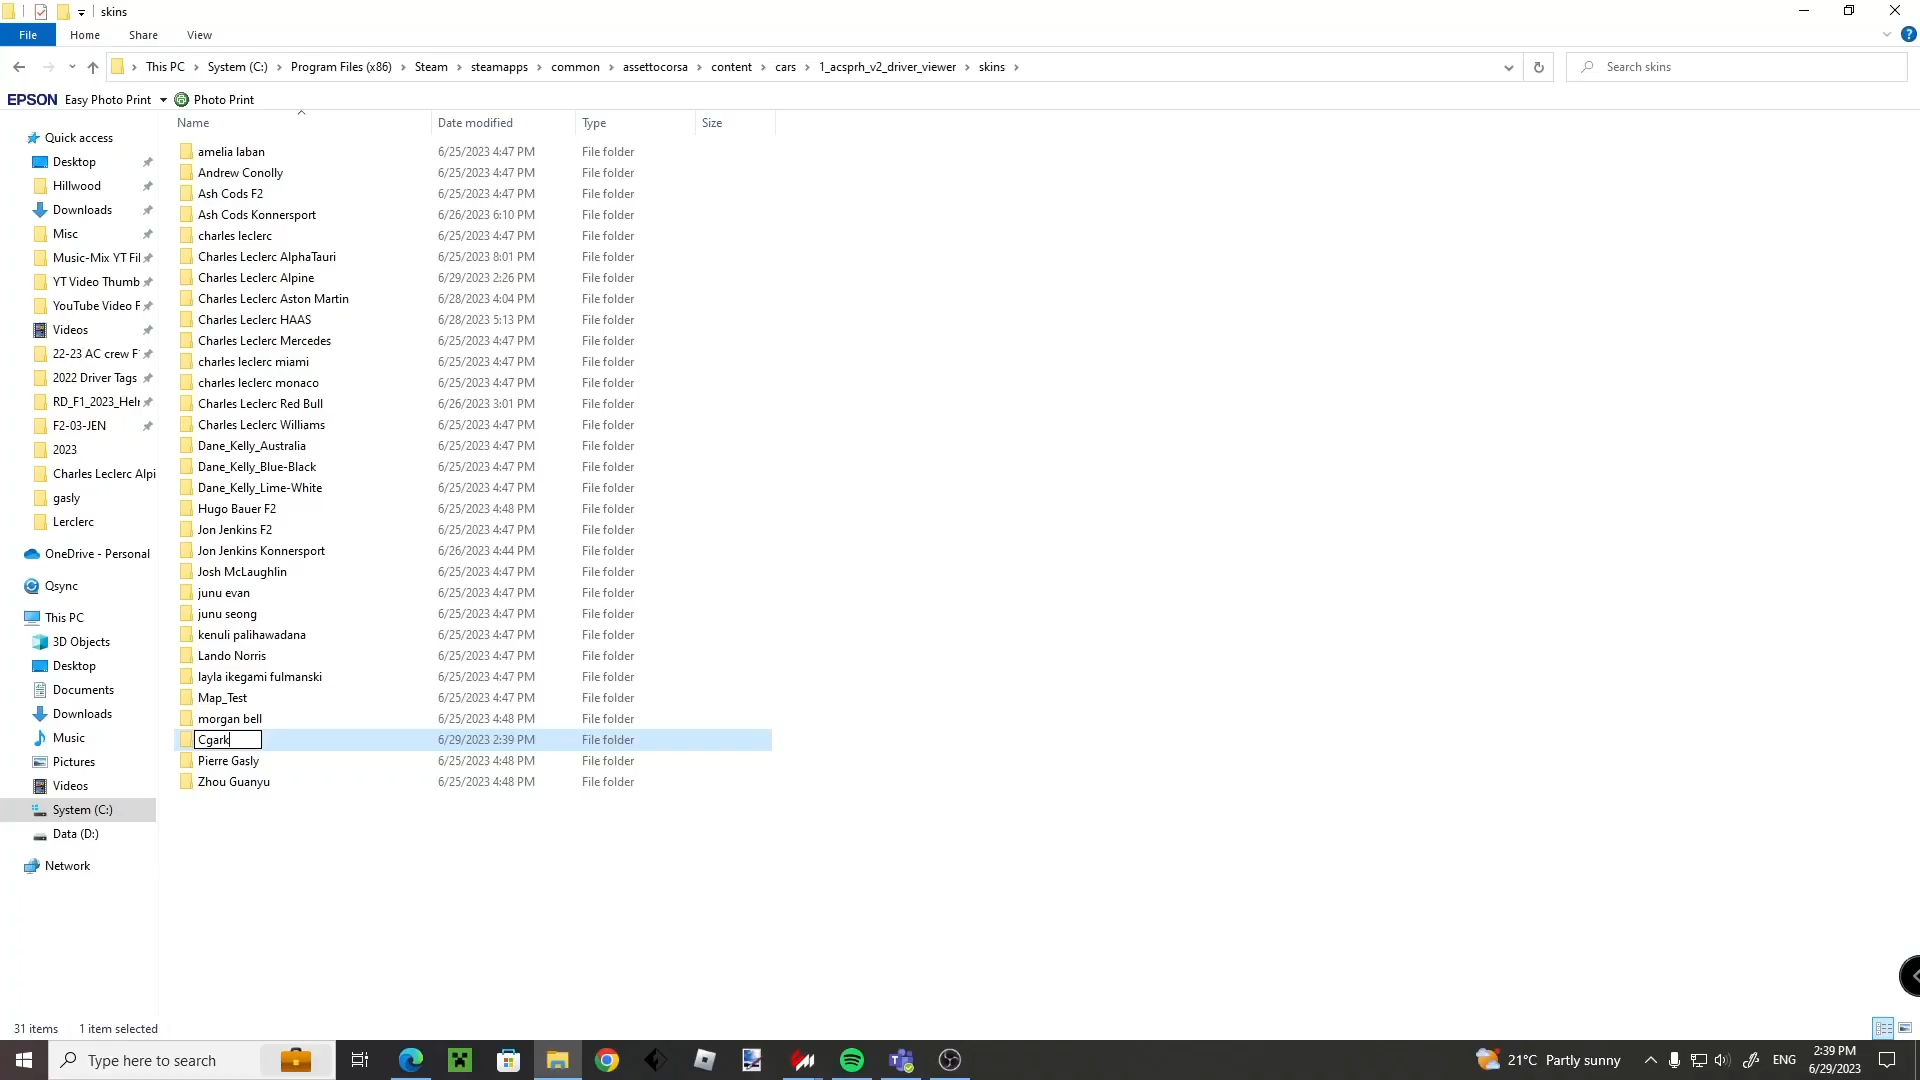 skins
File Home Share View
This PC System (C:) Program Files (x86) Steam steamapps common assettocorsa content cars 1_acsprh_v2_driver_viewer skins Search skins
EPSON Easy Photo Print Photo Print
Name Date modified Type Size
Quick access
Desktop
Hillwood
Downloads
Misc
Music-Mix YT Fil
YT Video Thumb
YouTube Video F
Videos
22-23 AC crew F
2022 Driver Tags
RD_F1_2023_Helr
F2-03-JEN
2023
Charles Leclerc Alpi
gasly
Lerclerc
OneDrive - Personal
Qsync
This PC
3D Objects
Desktop
Documents
Downloads
Music
Pictures
Videos
System (C:)
Data (D:)
Network
amelia laban 6/25/2023 4:47 PM File folder
Andrew Conolly 6/25/2023 4:47 PM File folder
Ash Cods F2 6/25/2023 4:47 PM File folder
Ash Cods Konnersport 6/26/2023 6:10 PM File folder
charles leclerc 6/25/2023 4:47 PM File folder
Charles Leclerc AlphaTauri 6/25/2023 8:01 PM File folder
Charles Leclerc Alpine 6/29/2023 2:26 PM File folder
Charles Leclerc Aston Martin 6/28/2023 4:04 PM File folder
Charles Leclerc HAAS 6/28/2023 5:13 PM File folder
Charles Leclerc Mercedes 6/25/2023 4:47 PM File folder
charles leclerc miami 6/25/2023 4:47 PM File folder
charles leclerc monaco 6/25/2023 4:47 PM File folder
Charles Leclerc Red Bull 6/26/2023 3:01 PM File folder
Charles Leclerc Williams 6/25/2023 4:47 PM File folder
Dane_Kelly_Australia 6/25/2023 4:47 PM File folder
Dane_Kelly_Blue-Black 6/25/2023 4:47 PM File folder
Dane_Kelly_Lime-White 6/25/2023 4:47 PM File folder
Hugo Bauer F2 6/25/2023 4:48 PM File folder
Jon Jenkins F2 6/25/2023 4:47 PM File folder
Jon Jenkins Konnersport 6/26/2023 4:44 PM File folder
Josh McLaughlin 6/25/2023 4:47 PM File folder
junu evan 6/25/2023 4:47 PM File folder
junu seong 6/25/2023 4:47 PM File folder
kenuli palihawadana 6/25/2023 4:47 PM File folder
Lando Norris 6/25/2023 4:47 PM File folder
layla ikegami fulmanski 6/25/2023 4:47 PM File folder
Map_Test 6/25/2023 4:47 PM File folder
morgan bell 6/25/2023 4:48 PM File folder
Cgark 6/29/2023 2:39 PM File folder
Pierre Gasly 6/25/2023 4:48 PM File folder
Zhou Guanyu 6/25/2023 4:48 PM File folder
31 items 1 item selected
Type here to search 21°C Partly sunny ENG 2:39 PM
6/29/2023